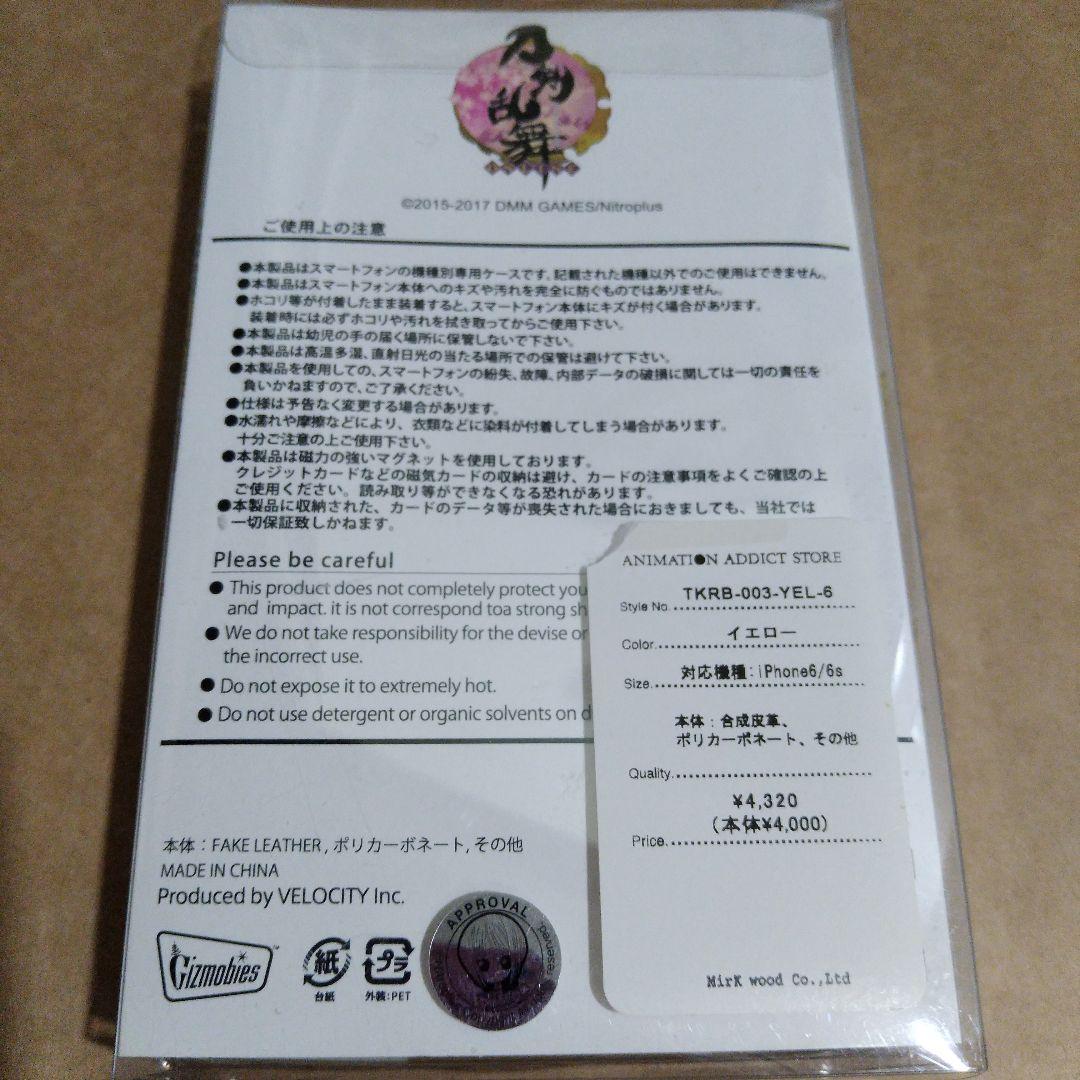 刀剣乱舞
©2015-2017 DMM GAMES/Nitroplus
ご使用上の注意
●本製品はスマートフォンの機種別専用ケースです。記載された機種以外でのご使用はできません。
●本製品はスマートフォン本体へのキズや汚れを完全に防ぐものではありません。
●ホコリ等が付着したまま装着すると、スマートフォン本体にキズが付く場合があります。
装着時には必ずホコリや汚れを拭き取ってからご使用下さい。
●本製品は幼児の手の届く場所に保管しないで下さい。
●本製品は高温多湿、直射日光の当たる場所での保管は避けて下さい。
●本製品を使用しての、スマートフォンの紛失、故障、内部データの破損に関しては一切の責任を
負いかねますので、ご了承ください。
●仕様は予告なく変更する場合があります。
●水濡れや摩擦などにより、衣類などに染料が付着してしまう場合があります。
十分ご注意の上ご使用下さい。
●本製品は磁力の強いマグネットを使用しております。
クレジットカードなどの磁気カードの収納は避け、カードの注意事項をよくご確認の上
ご使用ください。読み取り等ができなくなる恐れがあります。
●本製品に収納された、カードのデータ等が喪失された場合におきましても、当社では
一切保証致しかねます。
Please be careful
● This product does not completely protect you
and impact. it is not correspond toa strong sh
● We do not take responsibility for the devise or
the incorrect use.
● Do not expose it to extremely hot.
● Do not use detergent or organic solvents on d
本体:FAKE LEATHER , ポリカーボネート, その他
MADE IN CHINA
Produced by VELOCITY Inc.
Gizmobies™
紙
台紙
プラ
外装:PET
APPROVAL
reserved
ANIMATION ADDICT STORE
Style No. TKRB-003-YEL-6
Color. イエロー
Size. 対応機種:iPhone6/6s
本体:合成皮革、
ポリカーボネート、その他
Quality.
¥4,320
(本体¥4,000)
Price.
MirK wood Co.,Ltd